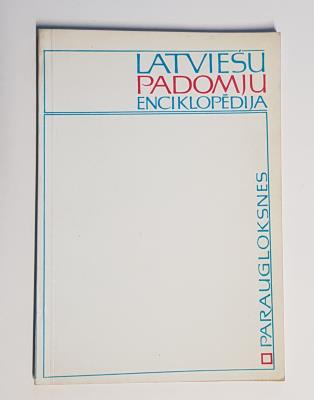 LATVIEŠU
PADOMJU
ENCIKLOPĒDIJA
PARAUGLOKSNES